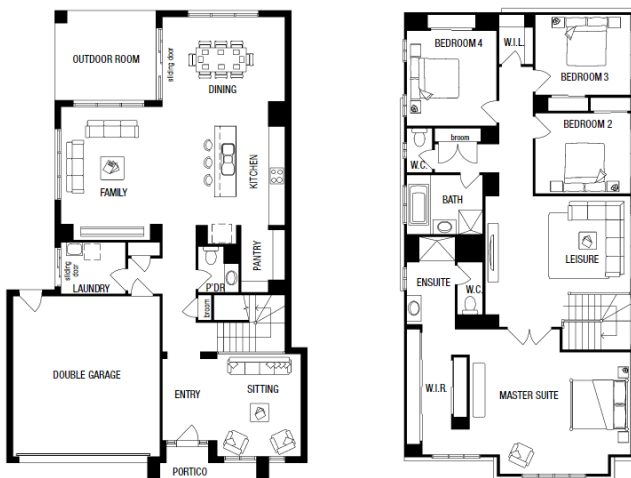 OUTDOOR ROOM
sliding door
DINING
FAMILY
KITCHEN
PANTRY
sliding door
LAUNDRY
P'DR
broom
DOUBLE GARAGE
ENTRY
SITTING
PORTICO
BEDROOM 4
W.I.L.
BEDROOM 3
broom
BEDROOM 2
W.C.
BATH
LEISURE
ENSUITE
W.C.
W.I.R.
MASTER SUITE